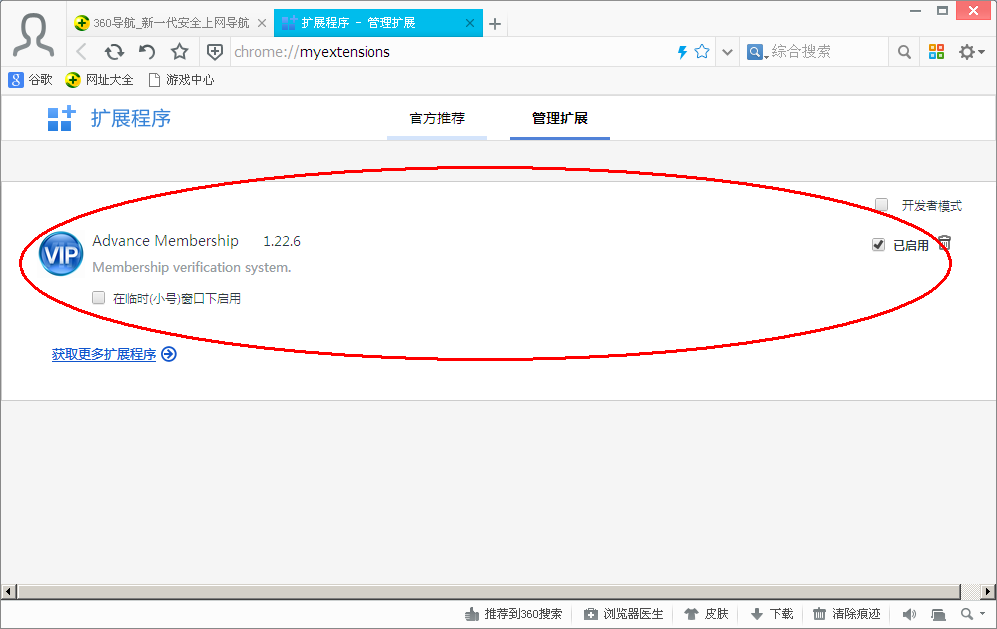 360导航_新一代安全上网导航
扩展程序 - 管理扩展
chrome://myextensions
综合搜索
谷歌
网址大全
游戏中心
扩展程序
官方推荐
管理扩展
开发者模式
VIP
Advance Membership 1.22.6
已启用
Membership verification system.
在临时(小号)窗口下启用
获取更多扩展程序
推荐到360搜索
浏览器医生
皮肤
下载
清除痕迹